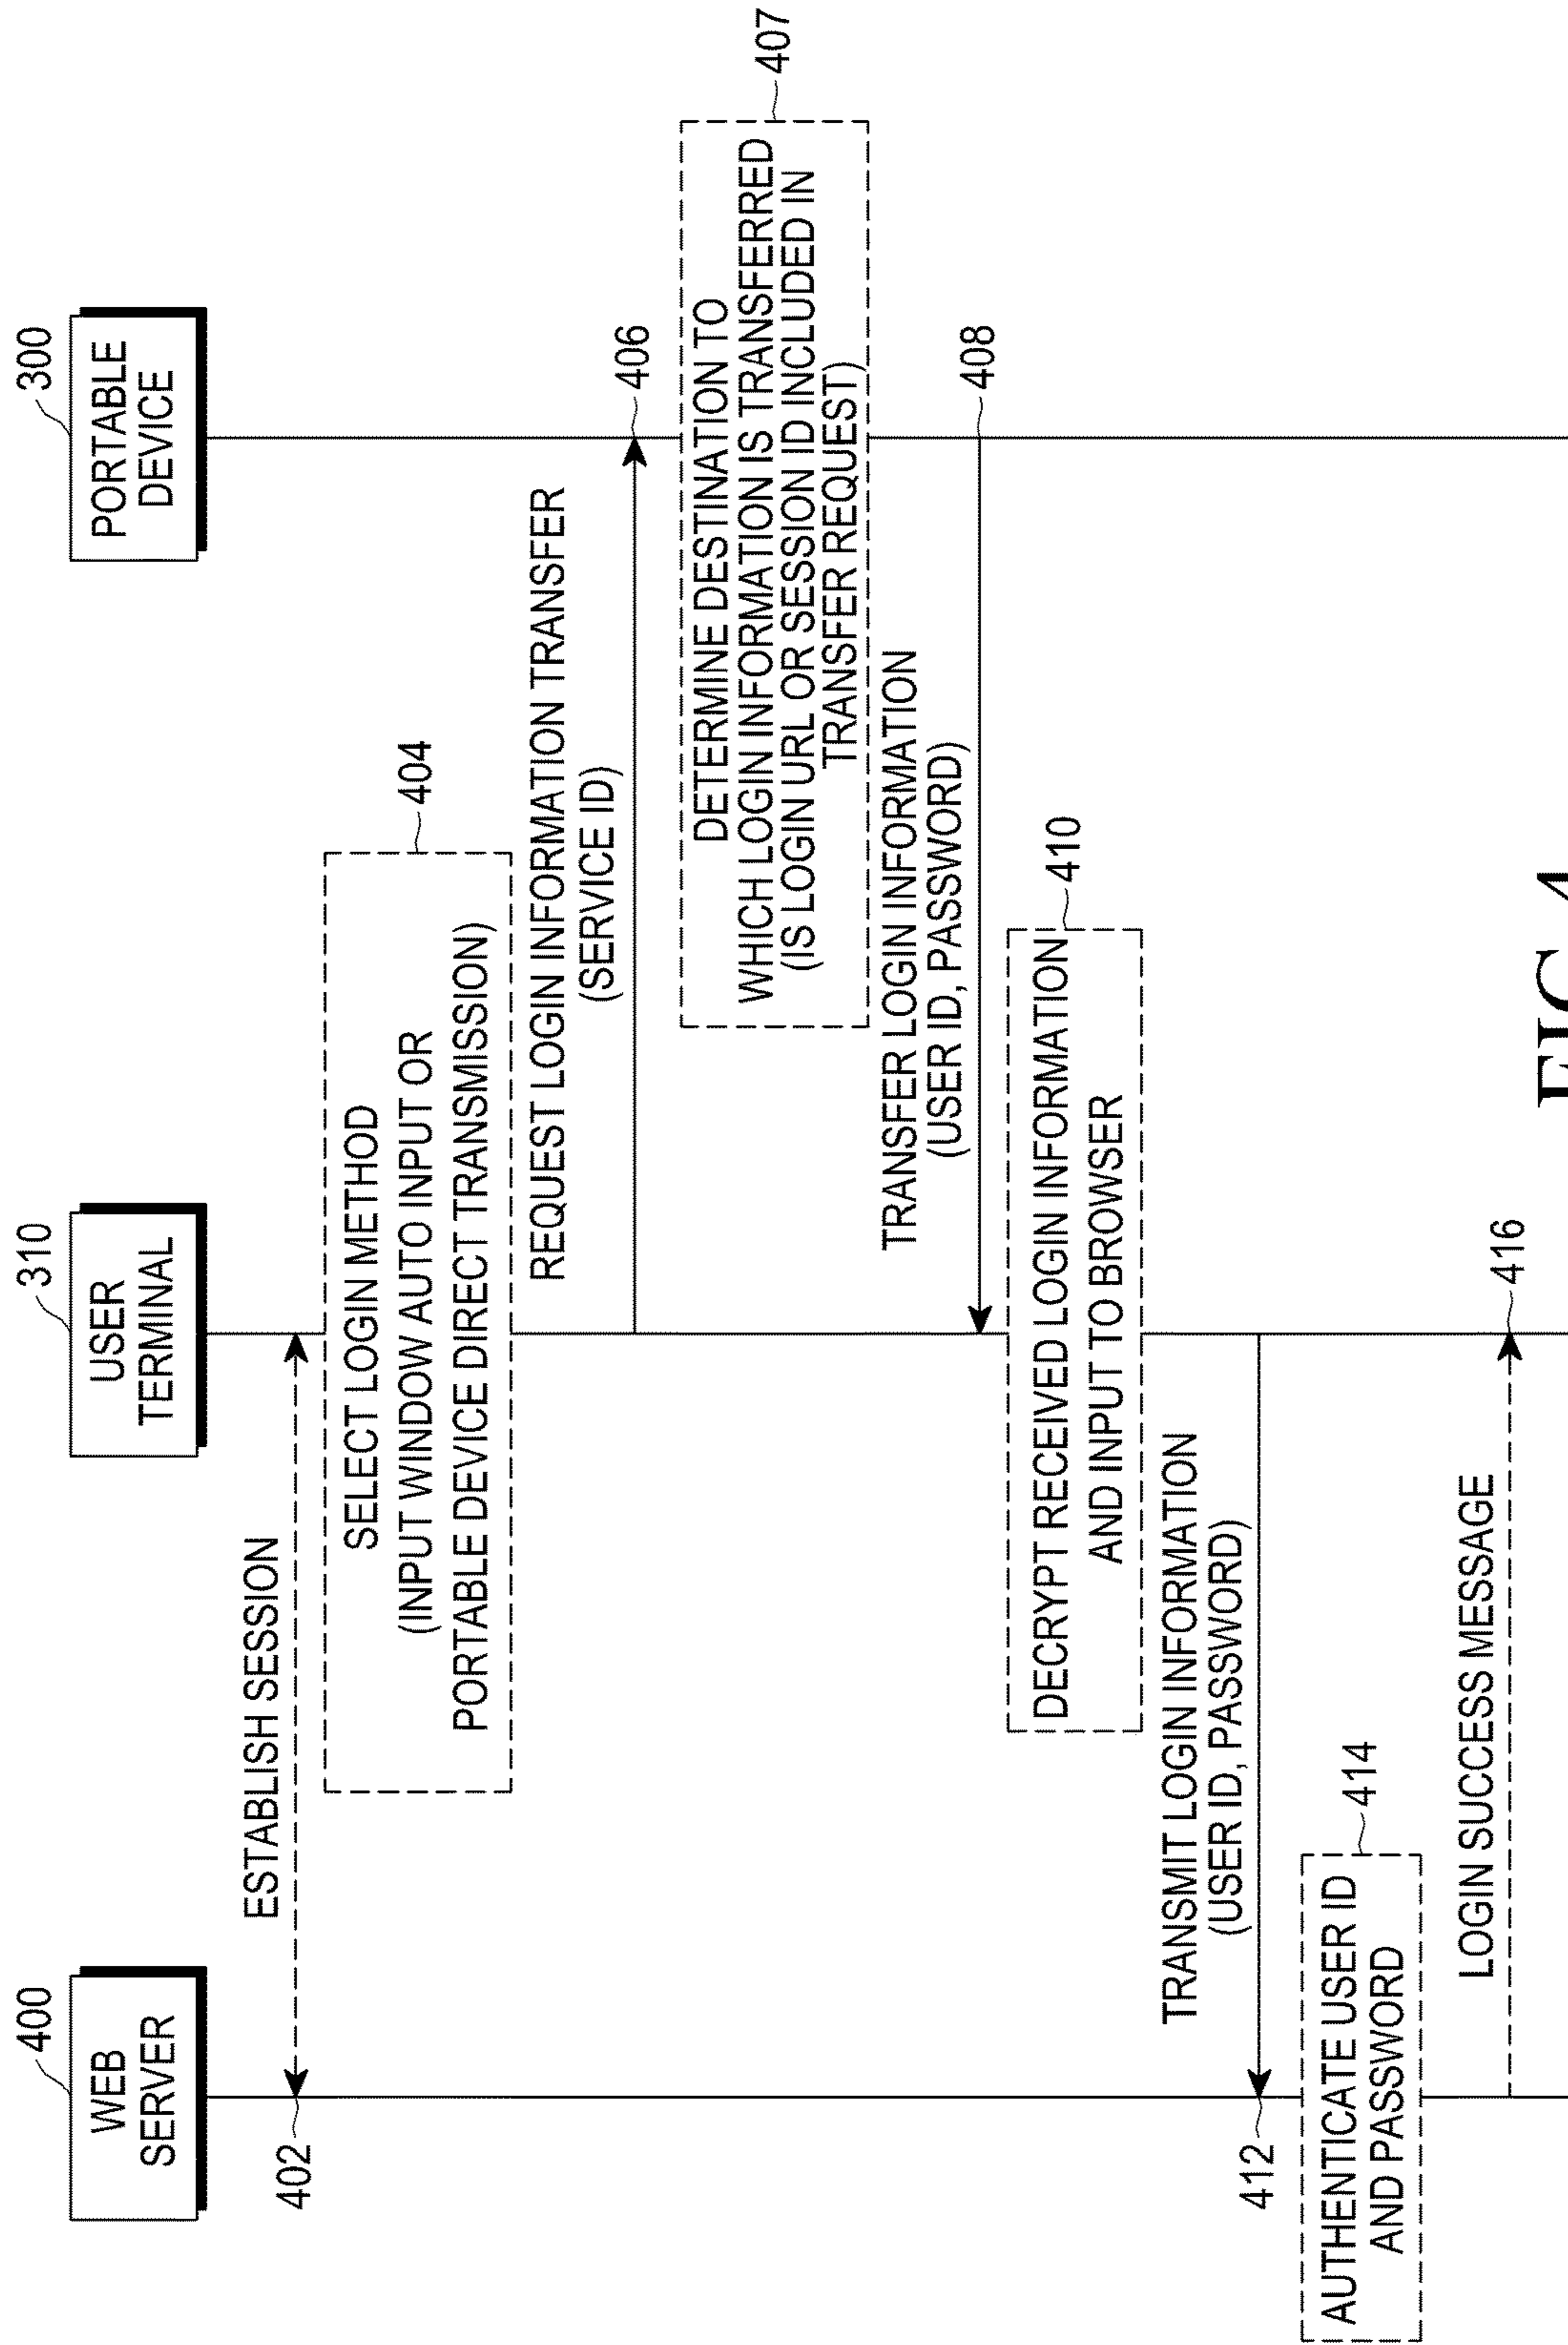 400
WEB
SERVER
310
USER
TERMINAL
300
PORTABLE
DEVICE
ESTABLISH SESSION
402
SELECT LOGIN METHOD
(INPUT WINDOW AUTO INPUT OR
PORTABLE DEVICE DIRECT TRANSMISSION)
404
REQUEST LOGIN INFORMATION TRANSFER
(SERVICE ID)
406
DETERMINE DESTINATION TO
WHICH LOGIN INFORMATION IS TRANSFERRED
(IS LOGIN URL OR SESSION ID INCLUDED IN
TRANSFER REQUEST)
407
TRANSFER LOGIN INFORMATION
(USER ID, PASSWORD)
408
DECRYPT RECEIVED LOGIN INFORMATION
AND INPUT TO BROWSER
410
TRANSMIT LOGIN INFORMATION
(USER ID, PASSWORD)
412
AUTHENTICATE USER ID
AND PASSWORD
414
LOGIN SUCCESS MESSAGE
416